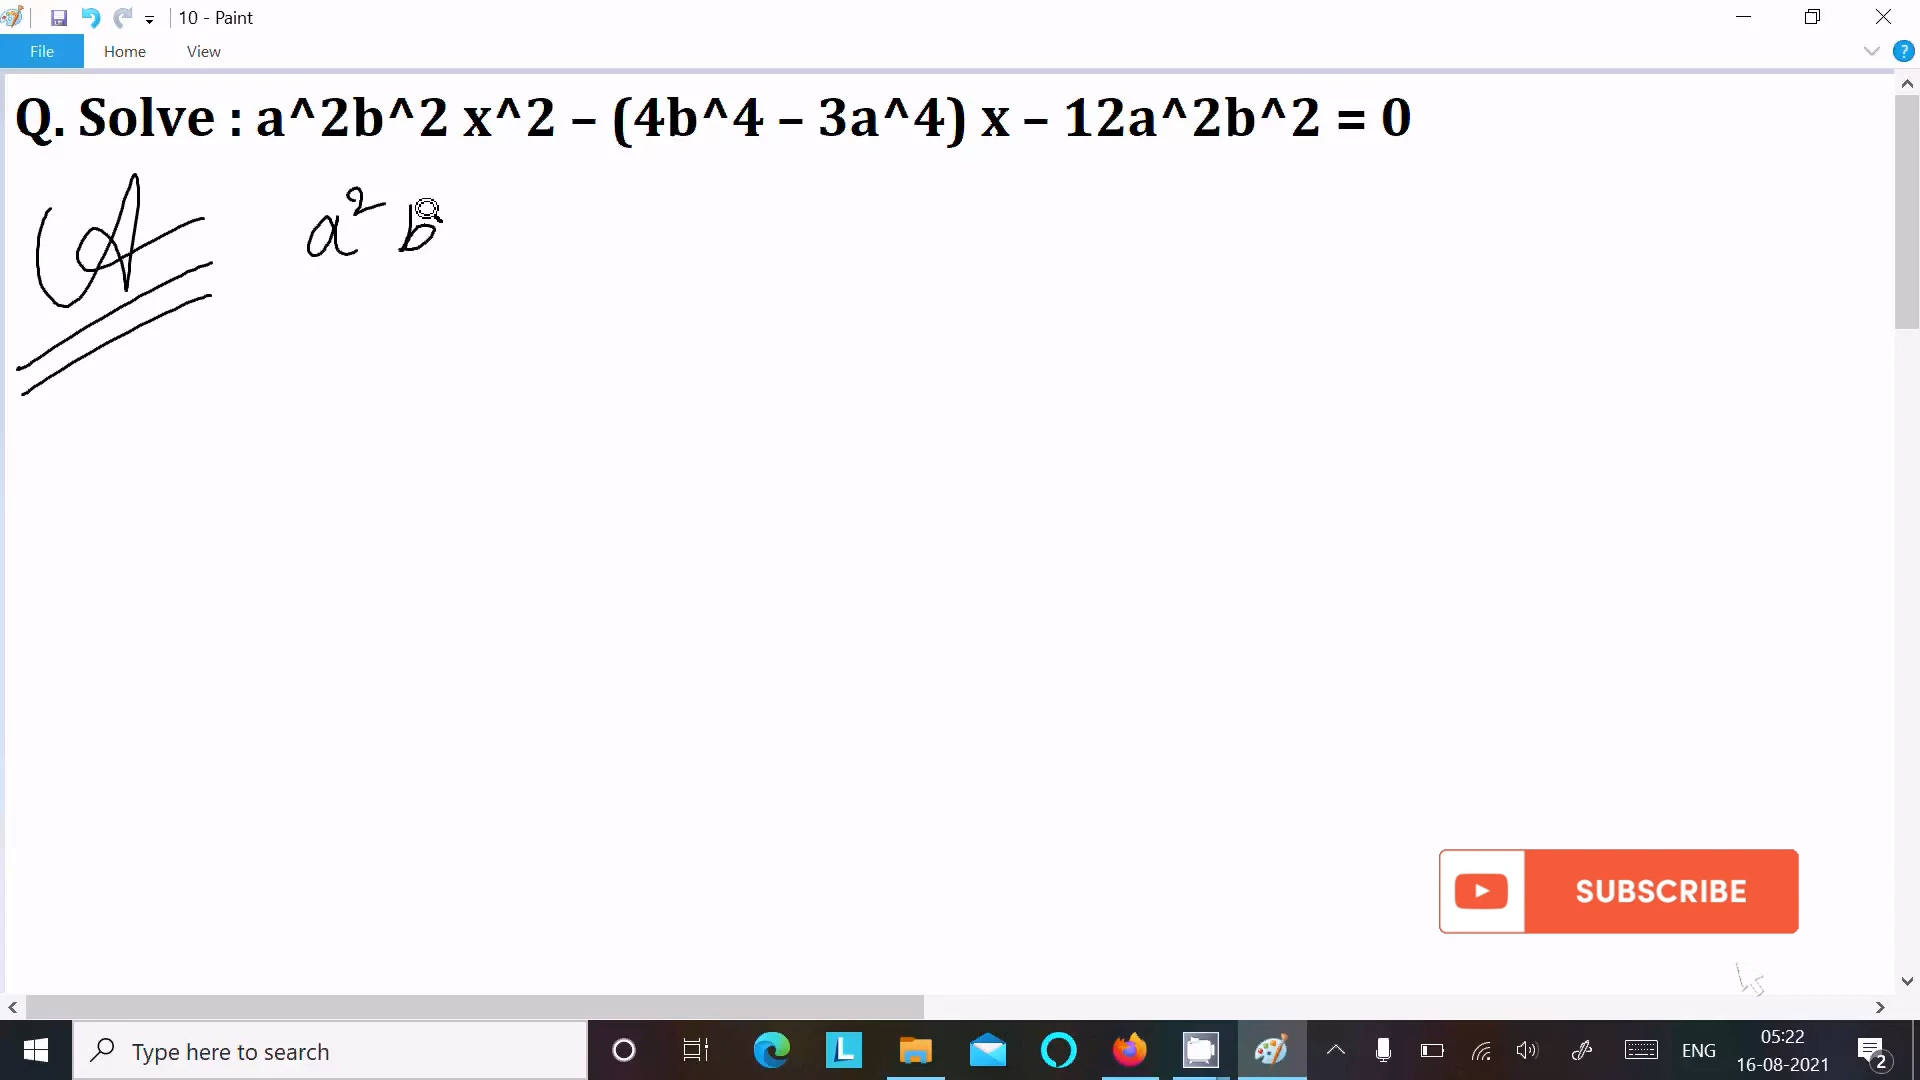 10 - Paint
File Home View
Q. Solve : a^2b^2 x^2 – (4b^4 – 3a^4) x – 12a^2b^2 = 0
A a² b
SUBSCRIBE
Type here to search
L
ENG
05:22
16-08-2021
2